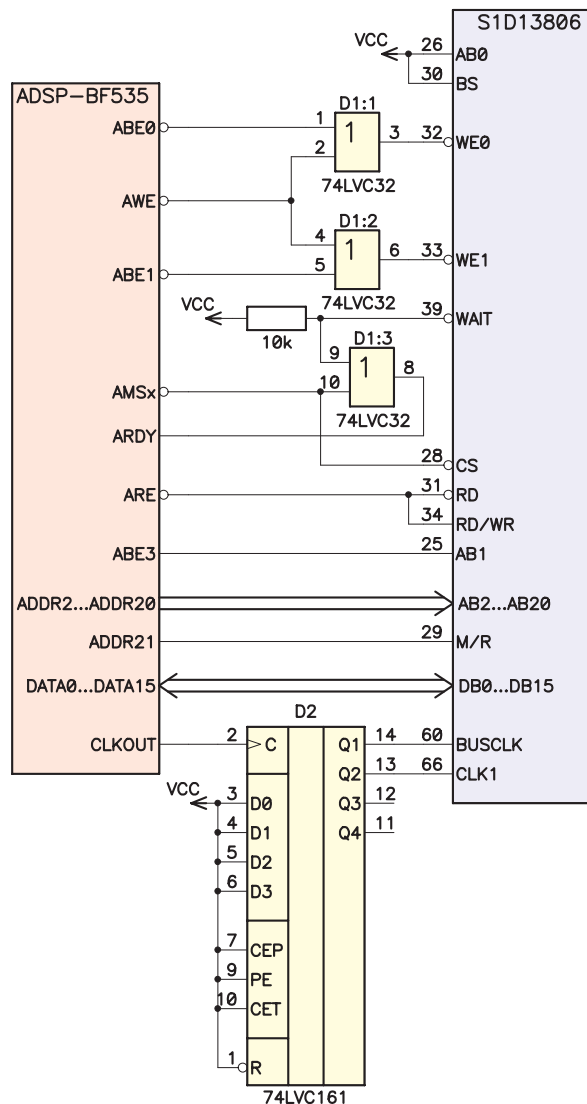 S1D13806
VCC
26
AB0
30
BS
ADSP-BF535
D1:1
ABE0
1
1
3
32
WE0
2
74LVC32
AWE
D1:2
4
1
6
33
WE1
ABE1
5
74LVC32
VCC
39
WAIT
10k
D1:3
9
1
8
AMSx
10
ARDY
74LVC32
28
CS
ARE
31
RD
34
RD/WR
ABE3
25
AB1
ADDR2...ADDR20
AB2...AB20
ADDR21
29
M/R
DATA0...DATA15
DB0...DB15
D2
CLKOUT
2
C
Q1
14
60
BUSCLK
Q2
13
66
CLK1
VCC
3
D0
Q3
12
4
D1
Q4
11
5
D2
6
D3
7
CEP
9
PE
10
CET
1
R
74LVC161